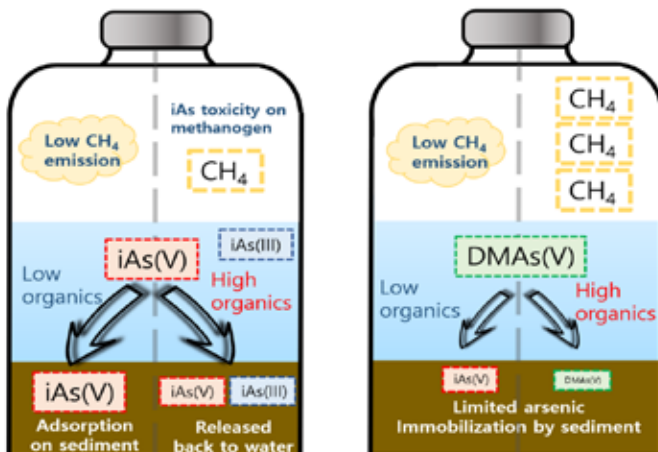 Low CH₄
emission
iAs toxicity on
methanogen
CH₄
iAs(III)
iAs(V)
Low
organics
High
organics
iAs(V)
Adsorption
on sediment
iAs(V)
iAs(III)
Released
back to water
Low CH₄
emission
CH₄
CH₄
CH₄
DMAs(V)
Low
organics
High
organics
iAs(V)
DMAs(V)
Limited arsenic
Immobilization by sediment